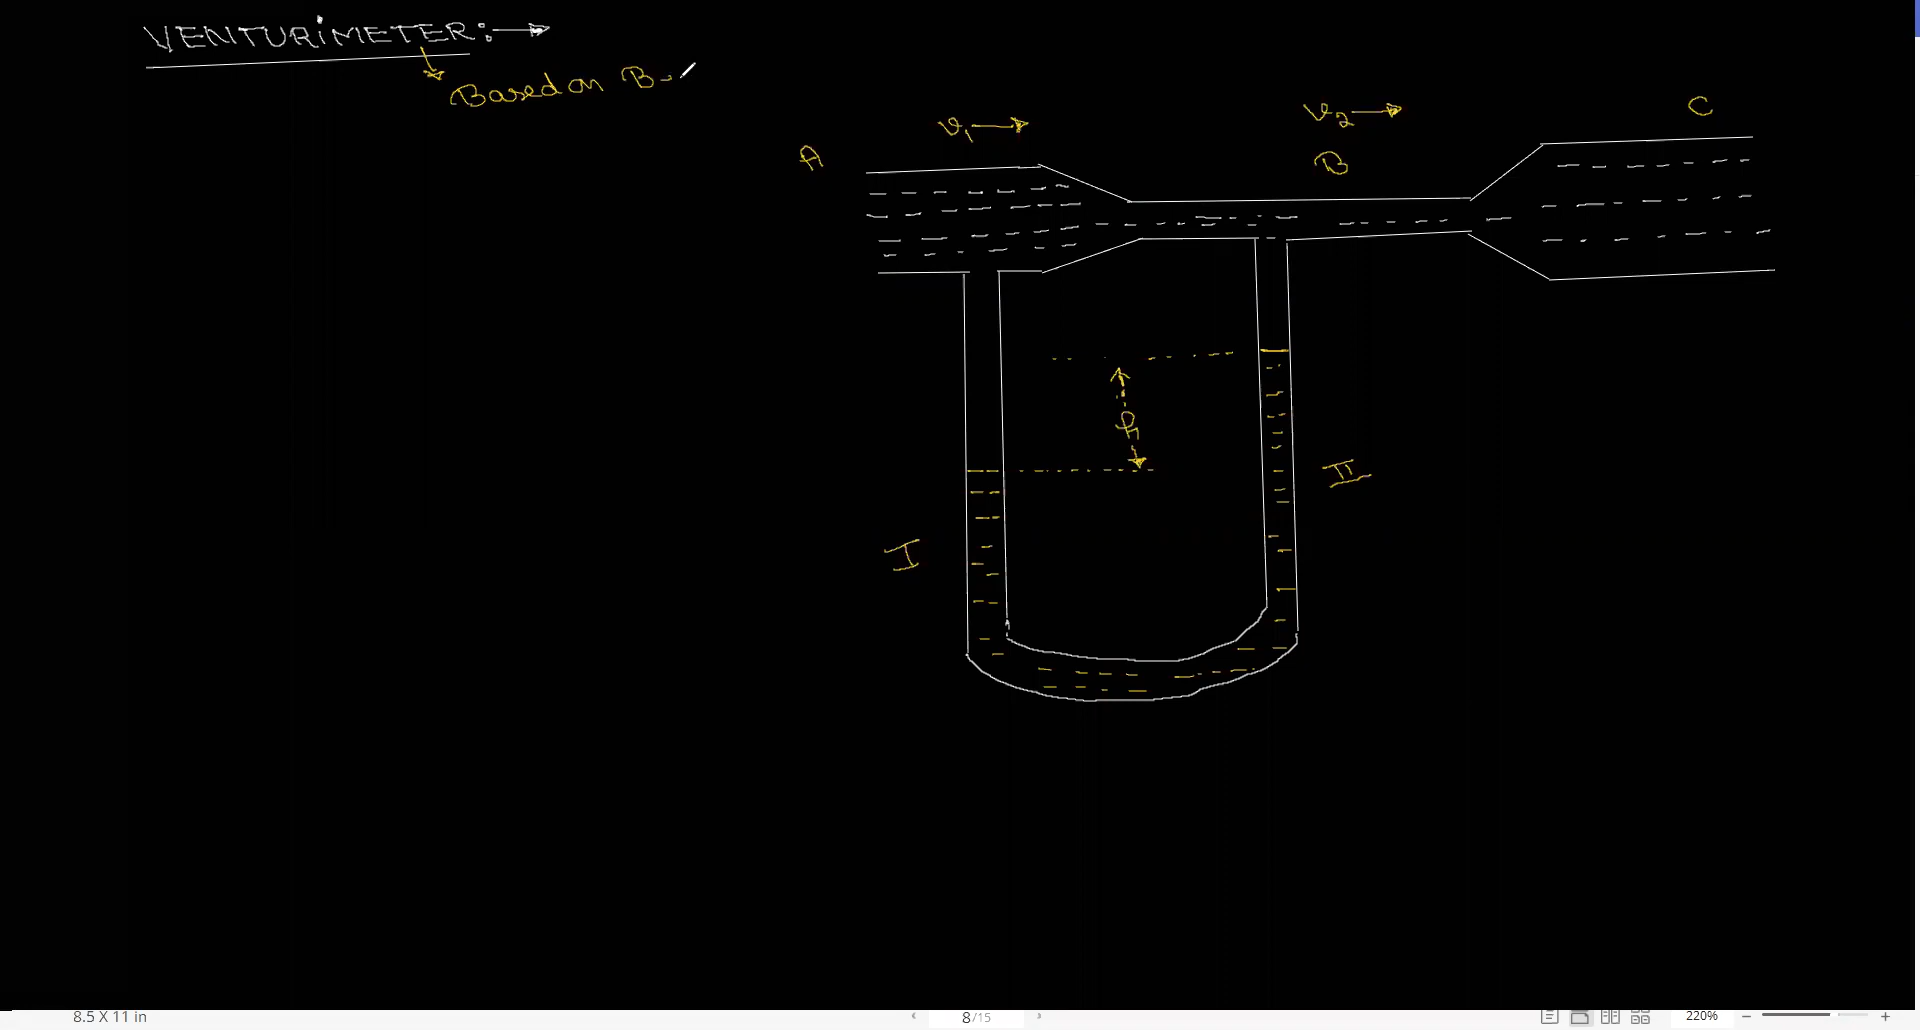 VENTURIMETER:→
Based on B-
v₁ →
v₂ →
C
A
B
I
II
8.5 X 11 in
8 /15
220%